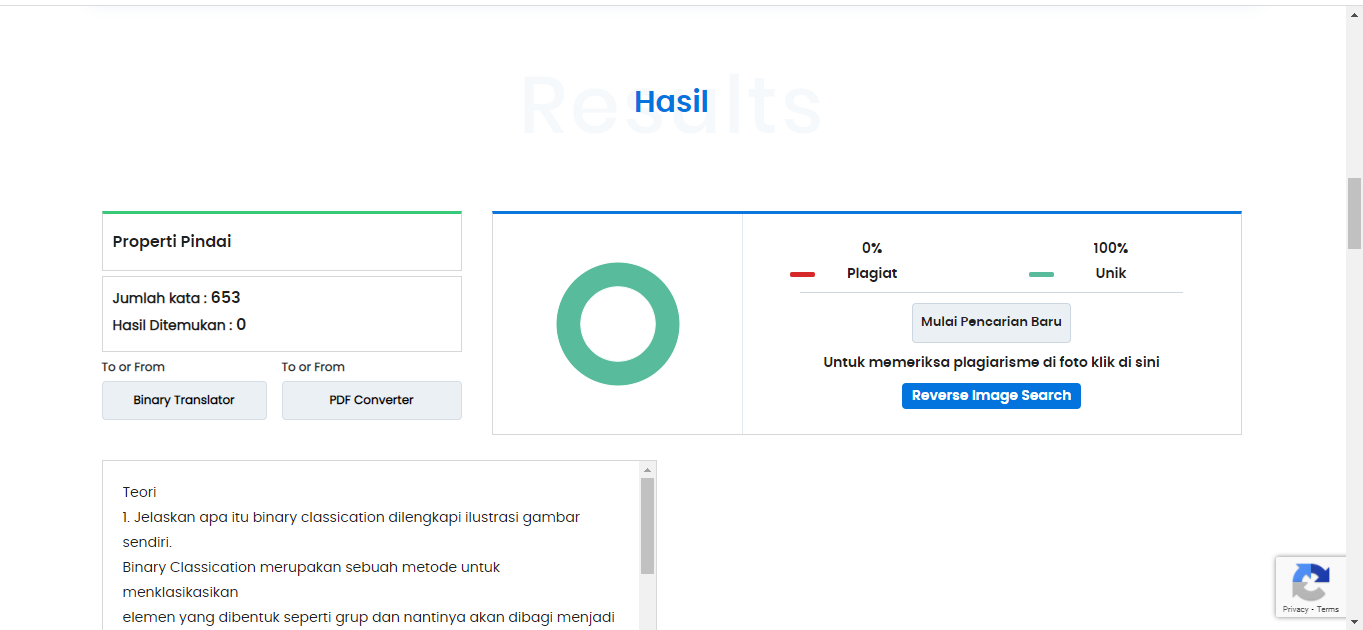 Results
Hasil
Properti Pindai
Jumlah kata : 653
Hasil Ditemukan : 0
To or From
To or From
Binary Translator
PDF Converter
0%
100%
Plagiat
Unik
Mulai Pencarian Baru
Untuk memeriksa plagiarisme di foto klik di sini
Reverse Image Search
Teori
1. Jelaskan apa itu binary classication dilengkapi ilustrasi gambar
sendiri.
Binary Classication merupakan sebuah metode untuk
menklasikasikan
elemen yang dibentuk seperti grup dan nantinya akan dibagi menjadi
Privacy - Terms